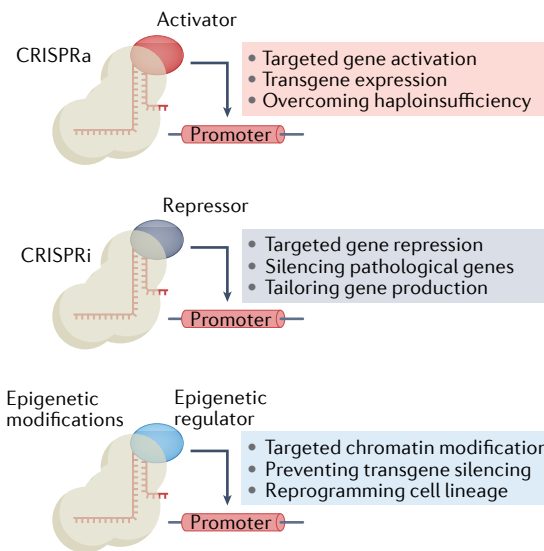 Activator
CRISPRa
• Targeted gene activation
• Transgene expression
• Overcoming haploinsufficiency
Promoter
Repressor
CRISPRi
• Targeted gene repression
• Silencing pathological genes
• Tailoring gene production
Promoter
Epigenetic
modifications
Epigenetic
regulator
• Targeted chromatin modification
• Preventing transgene silencing
• Reprogramming cell lineage
Promoter